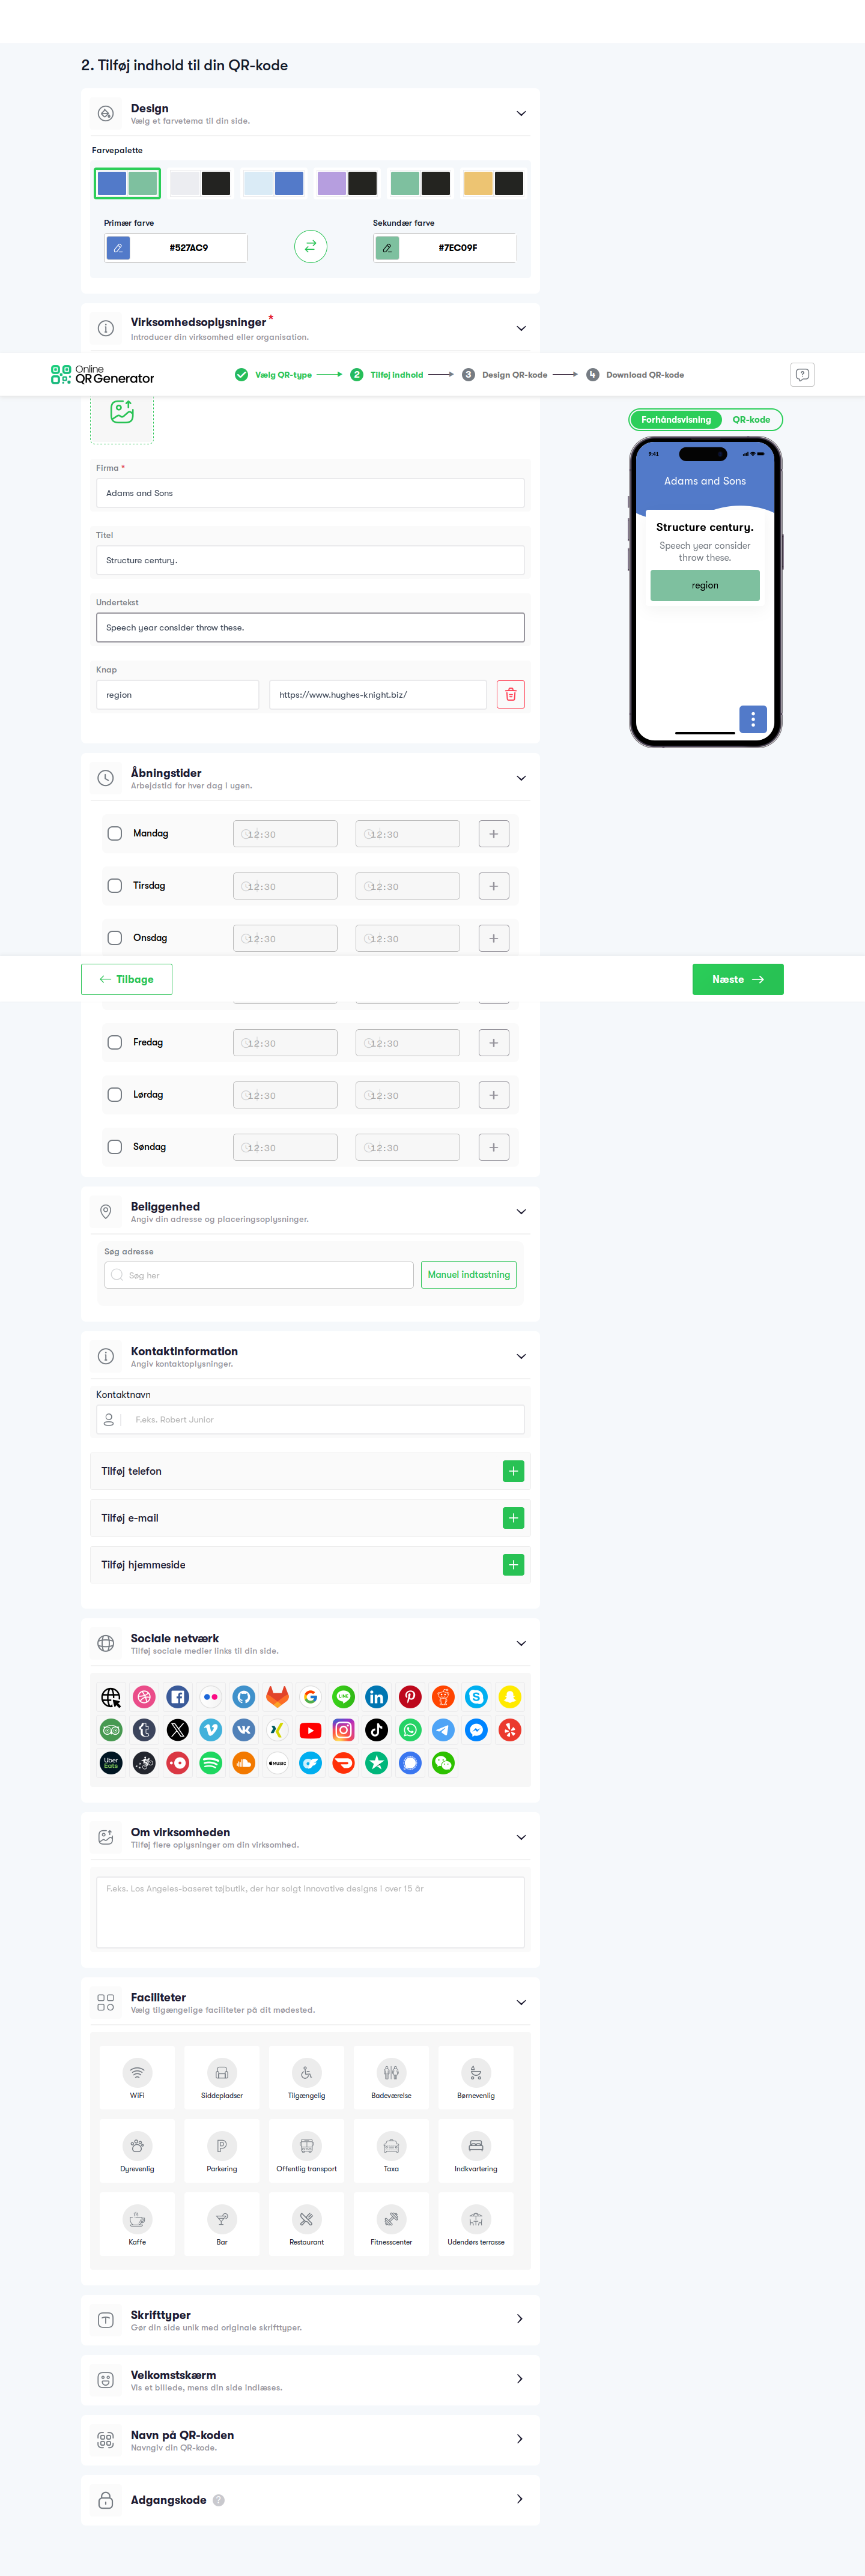 2. Tilføj indhold til din QR-kode
Design
Vælg et farvetema til din side.
Farvepalette
Primær farve
Sekundær farve
#527AC9
#7EC09F
Virksomhedsoplysninger *
Introducer din virksomhed eller organisation.
Online
QR Generator
Vælg QR-type
2 Tilføj indhold
3 Design QR-kode
4 Download QR-kode
Forhåndsvisning
QR-kode
9:41
Adams and Sons
Structure century.
Speech year consider
throw these.
region
Firma *
Adams and Sons
Titel
Structure century.
Undertekst
Speech year consider throw these.
Knap
region
https://www.hughes-knight.biz/
Åbningstider
Arbejdstid for hver dag i ugen.
Mandag 12:30 12:30
Tirsdag 12:30 12:30
Onsdag 12:30 12:30
Tilbage
Næste
Fredag 12:30 12:30
Lørdag 12:30 12:30
Søndag 12:30 12:30
Beliggenhed
Angiv din adresse og placeringsoplysninger.
Søg adresse
Søg her
Manuel indtastning
Kontaktinformation
Angiv kontaktoplysninger.
Kontaktnavn
F.eks. Robert Junior
Tilføj telefon
Tilføj e-mail
Tilføj hjemmeside
Sociale netværk
Tilføj sociale medier links til din side.
LINE
Uber
Eats
MUSIC
Om virksomheden
Tilføj flere oplysninger om din virksomhed.
F.eks. Los Angeles-baseret tøjbutik, der har solgt innovative designs i over 15 år
Faciliteter
Vælg tilgængelige faciliteter på dit mødested.
WiFi
Siddepladser
Tilgængelig
Badeværelse
Børnevenlig
Dyrevenlig
Parkering
Offentlig transport
Taxa
Indkvartering
Kaffe
Bar
Restaurant
Fitnesscenter
Udendørs terrasse
Skrifttyper
Gør din side unik med originale skrifttyper.
Velkomstskærm
Vis et billede, mens din side indlæses.
Navn på QR-koden
Navngiv din QR-kode.
Adgangskode ?